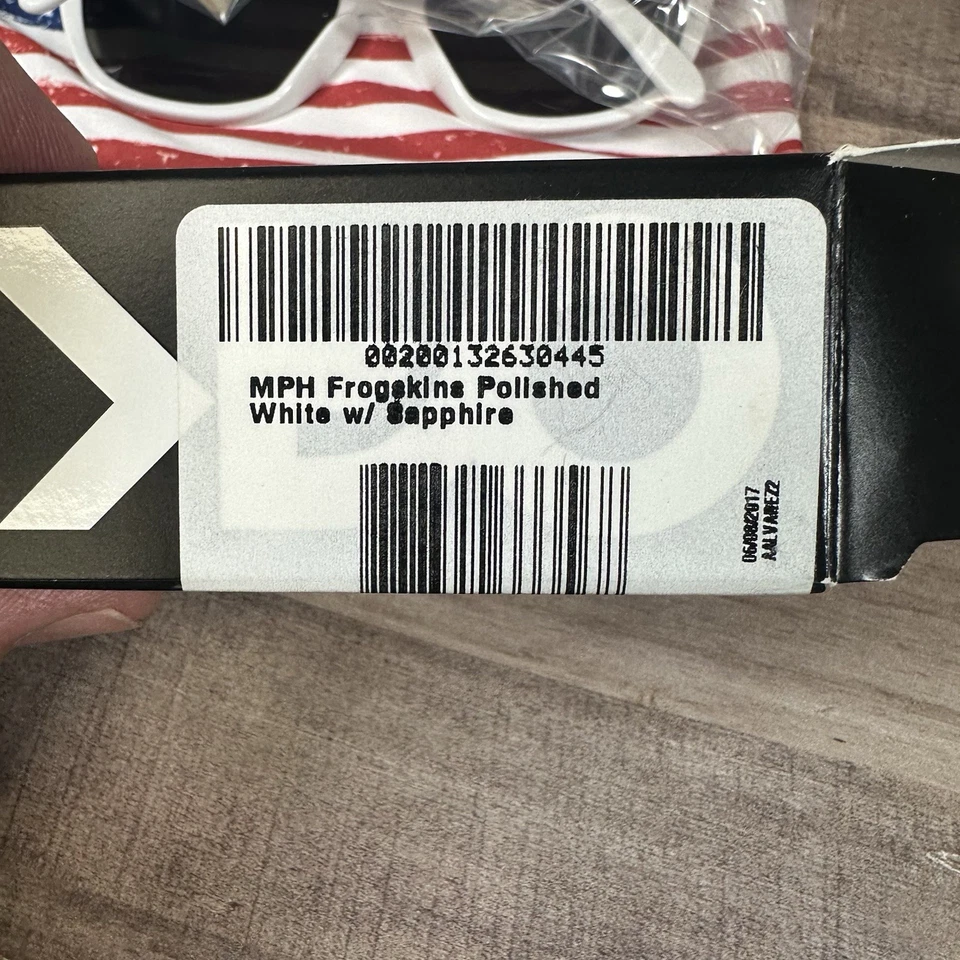 00200132630445
MPH Frogskins Polished
White w/ Sapphire
06/08/2017
AALVAREZ2